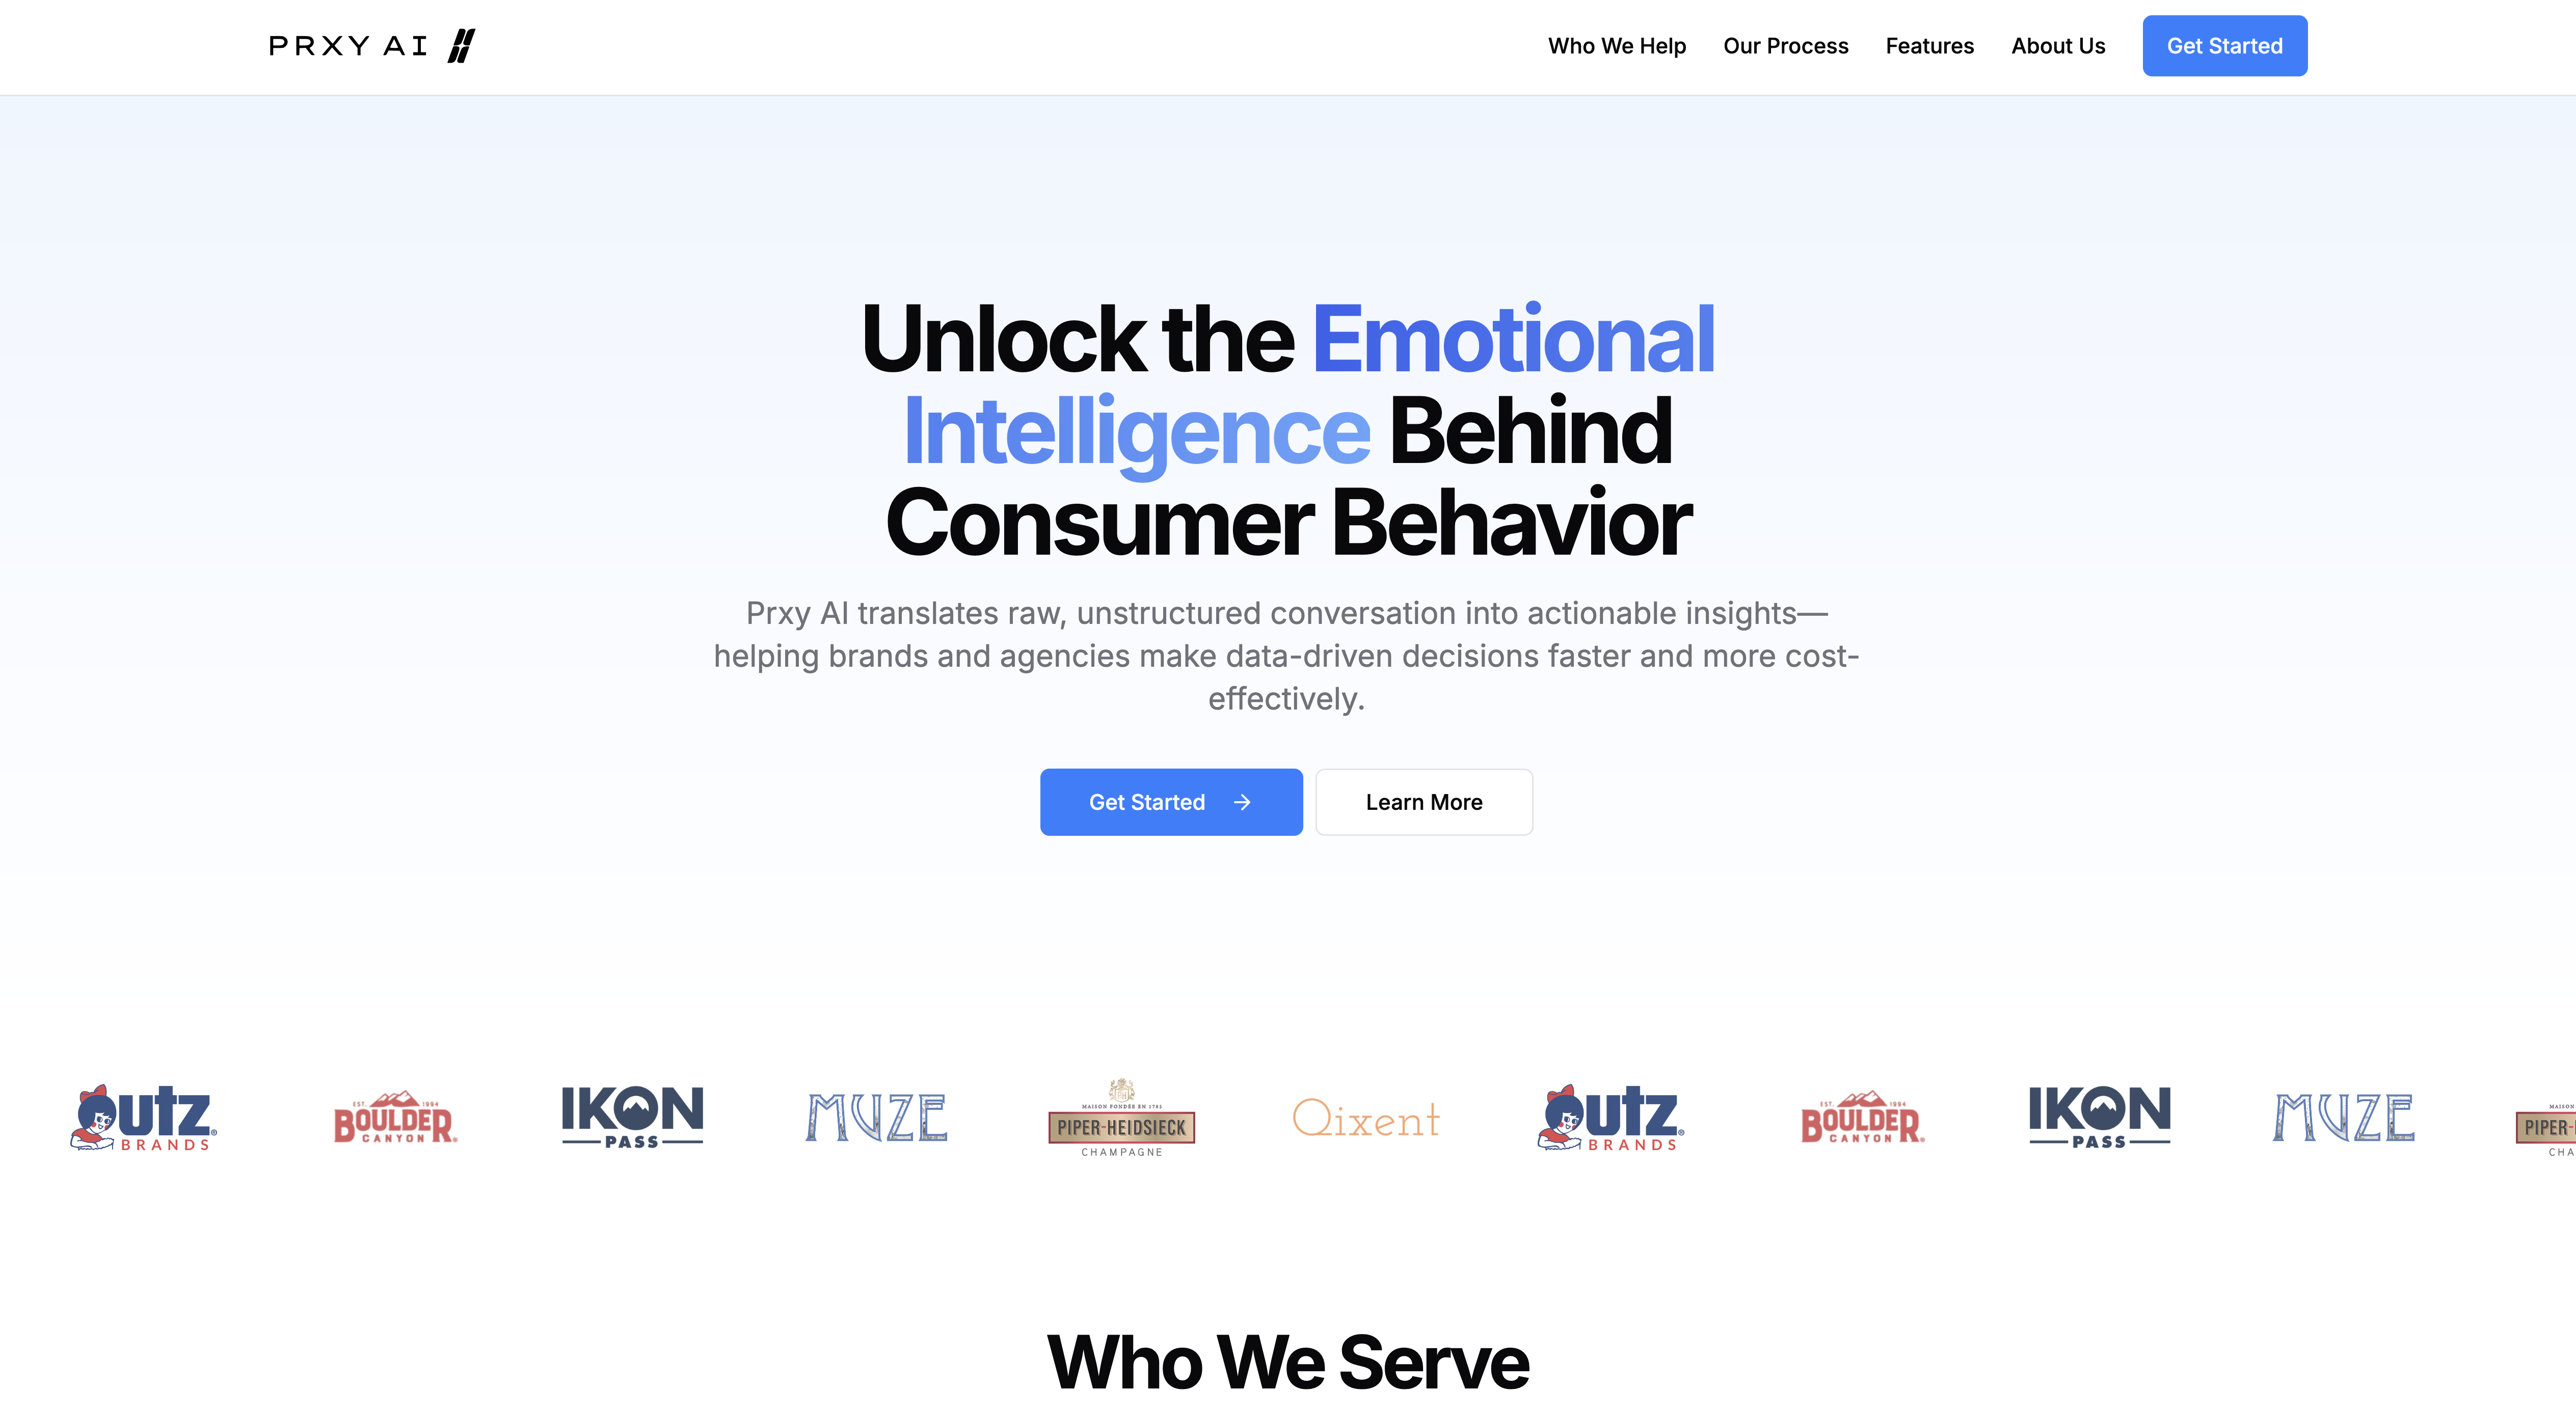 PRXY AI
Who We Help
Our Process
Features
About Us
Get Started
Unlock the Emotional
Intelligence Behind
Consumer Behavior
Prxy AI translates raw, unstructured conversation into actionable insights—
helping brands and agencies make data-driven decisions faster and more cost-
effectively.
Get Started
Learn More
utz®
BRANDS
EST. 1994
BOULDER
CANYON®
IKON
PASS
MUZE
MAISON FONDÉE EN 1785
PIPER-HEIDSIECK
CHAMPAGNE
Qixent
utz®
BRANDS
EST. 1994
BOULDER
CANYON®
IKON
PASS
MUZE
MAISON
PIPER-
CHA
Who We Serve